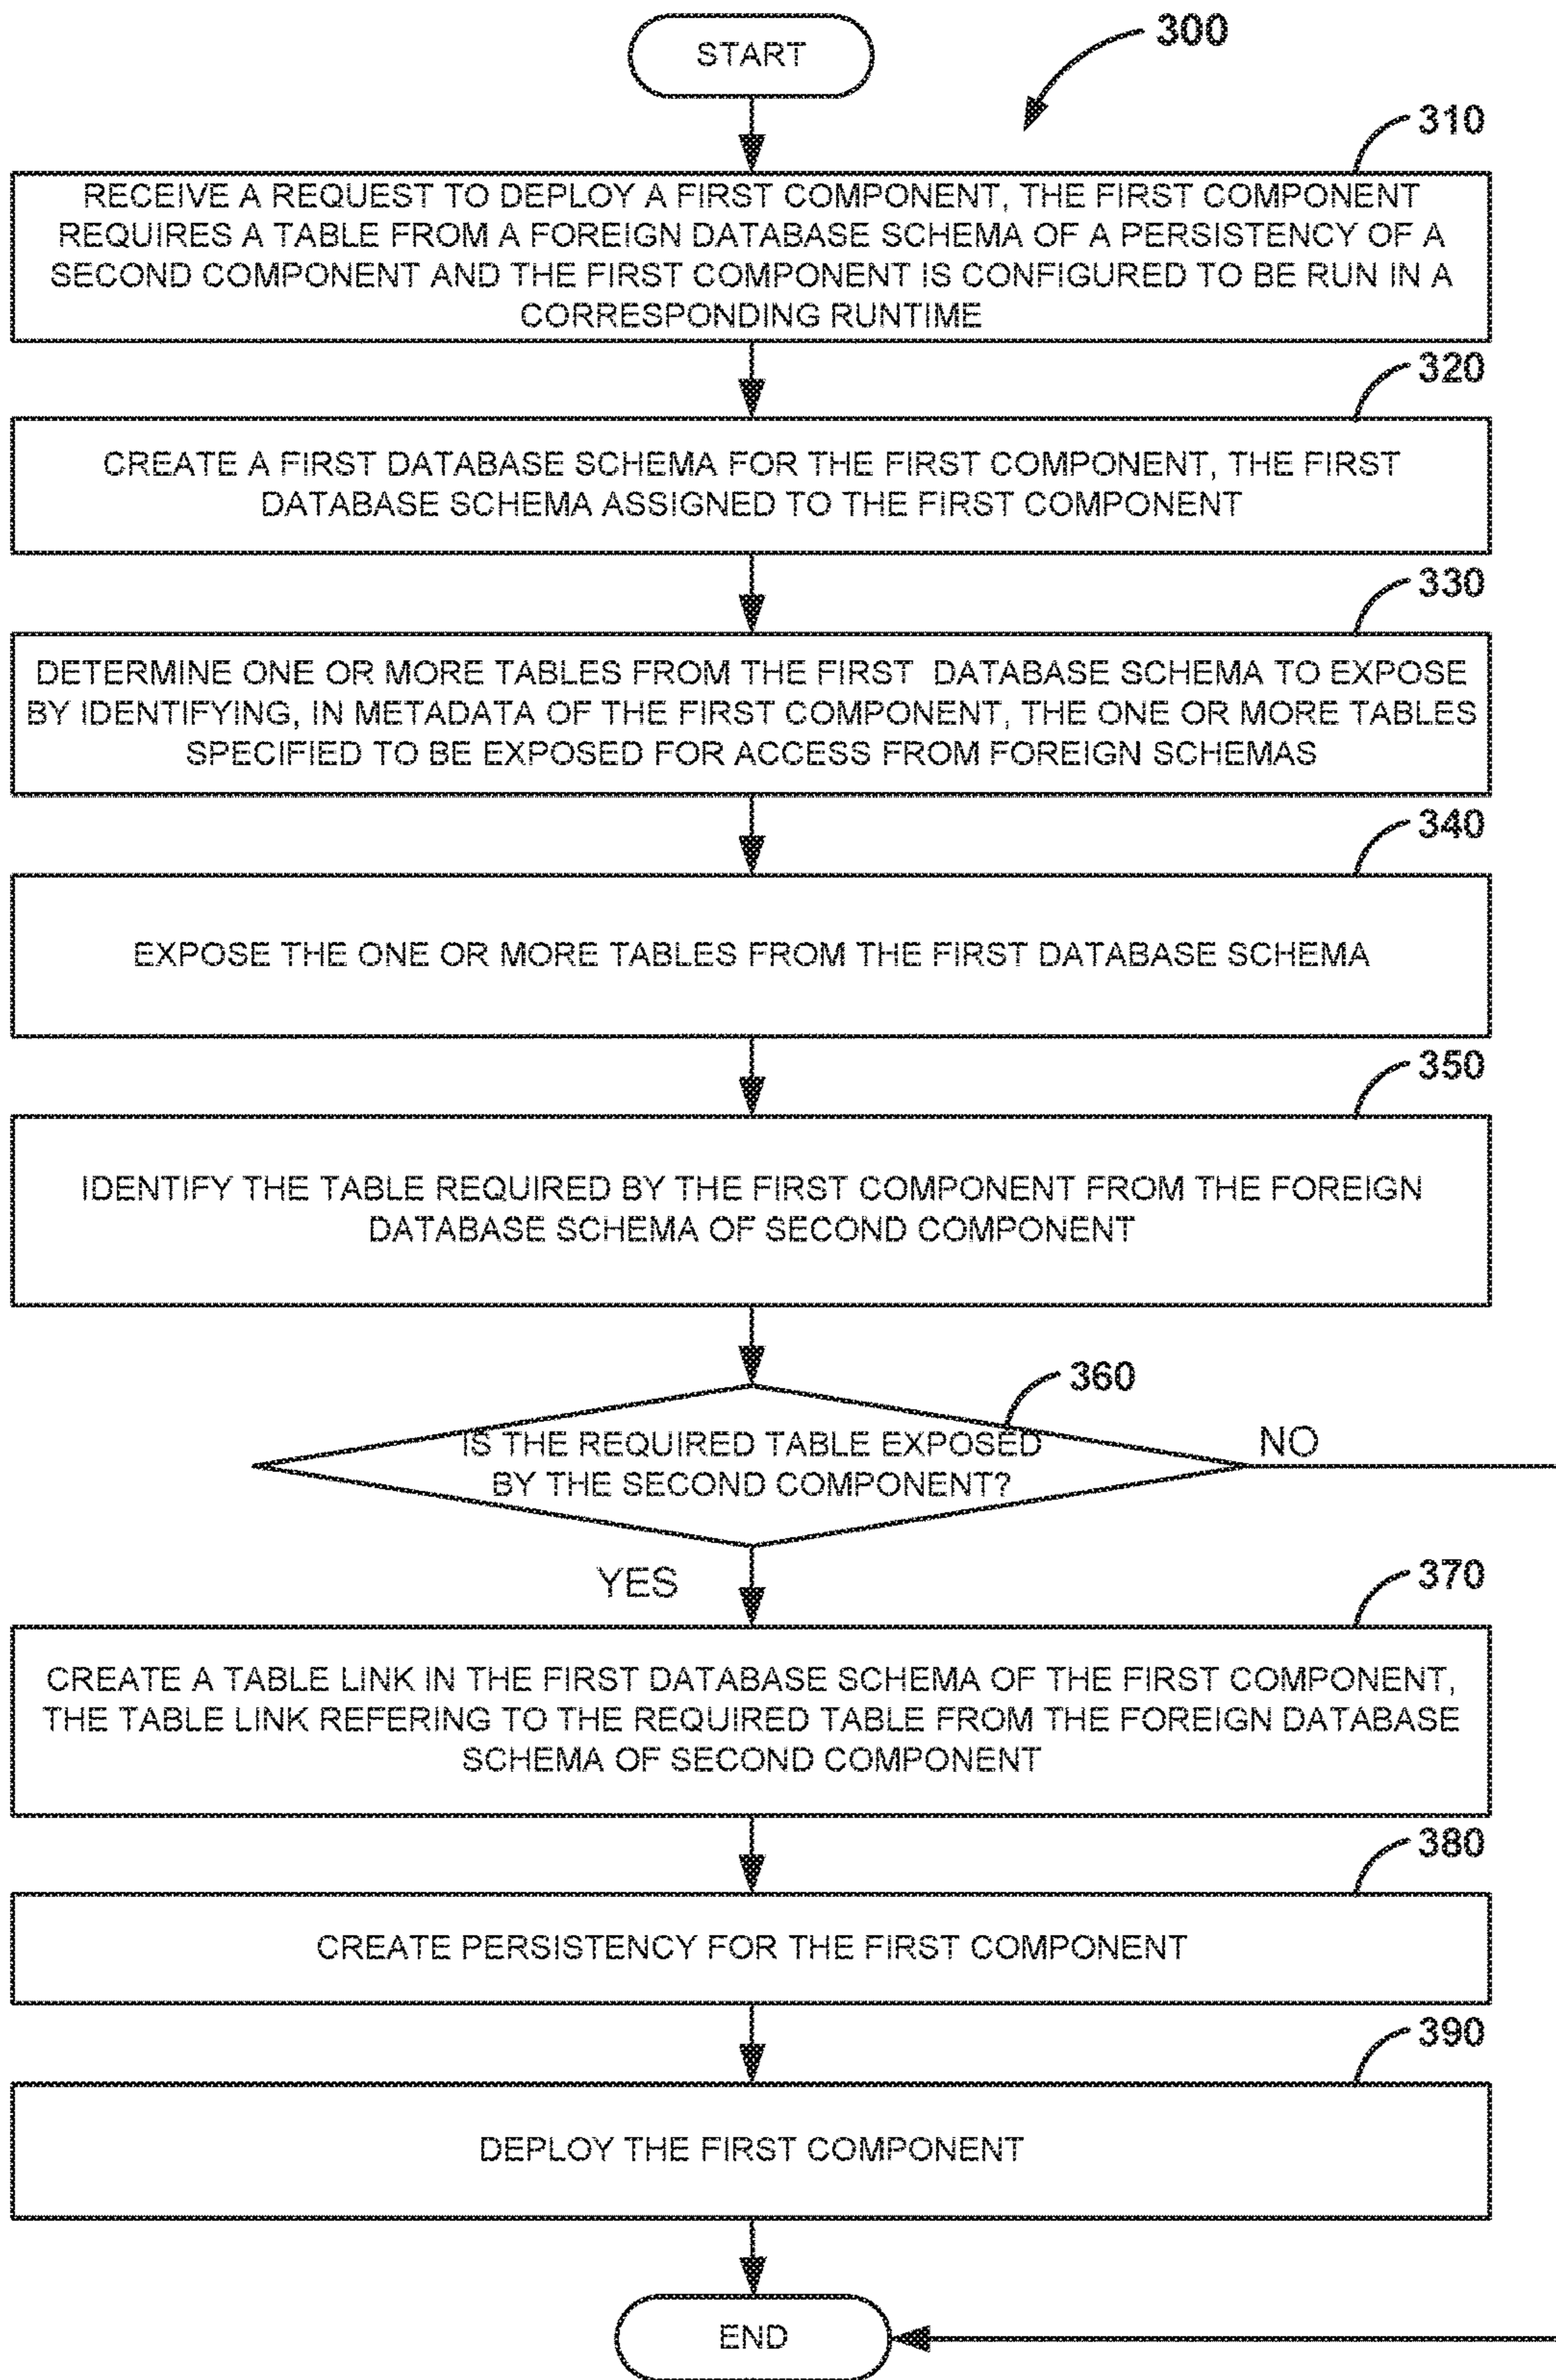 START
300
310
RECEIVE A REQUEST TO DEPLOY A FIRST COMPONENT, THE FIRST COMPONENT
REQUIRES A TABLE FROM A FOREIGN DATABASE SCHEMA OF A PERSISTENCY OF A
SECOND COMPONENT AND THE FIRST COMPONENT IS CONFIGURED TO BE RUN IN A
CORRESPONDING RUNTIME
320
CREATE A FIRST DATABASE SCHEMA FOR THE FIRST COMPONENT, THE FIRST
DATABASE SCHEMA ASSIGNED TO THE FIRST COMPONENT
330
DETERMINE ONE OR MORE TABLES FROM THE FIRST DATABASE SCHEMA TO EXPOSE
BY IDENTIFYING, IN METADATA OF THE FIRST COMPONENT, THE ONE OR MORE TABLES
SPECIFIED TO BE EXPOSED FOR ACCESS FROM FOREIGN SCHEMAS
340
EXPOSE THE ONE OR MORE TABLES FROM THE FIRST DATABASE SCHEMA
350
IDENTIFY THE TABLE REQUIRED BY THE FIRST COMPONENT FROM THE FOREIGN
DATABASE SCHEMA OF SECOND COMPONENT
360
IS THE REQUIRED TABLE EXPOSED
BY THE SECOND COMPONENT?
NO
YES
370
CREATE A TABLE LINK IN THE FIRST DATABASE SCHEMA OF THE FIRST COMPONENT,
THE TABLE LINK REFERING TO THE REQUIRED TABLE FROM THE FOREIGN DATABASE
SCHEMA OF SECOND COMPONENT
380
CREATE PERSISTENCY FOR THE FIRST COMPONENT
390
DEPLOY THE FIRST COMPONENT
END